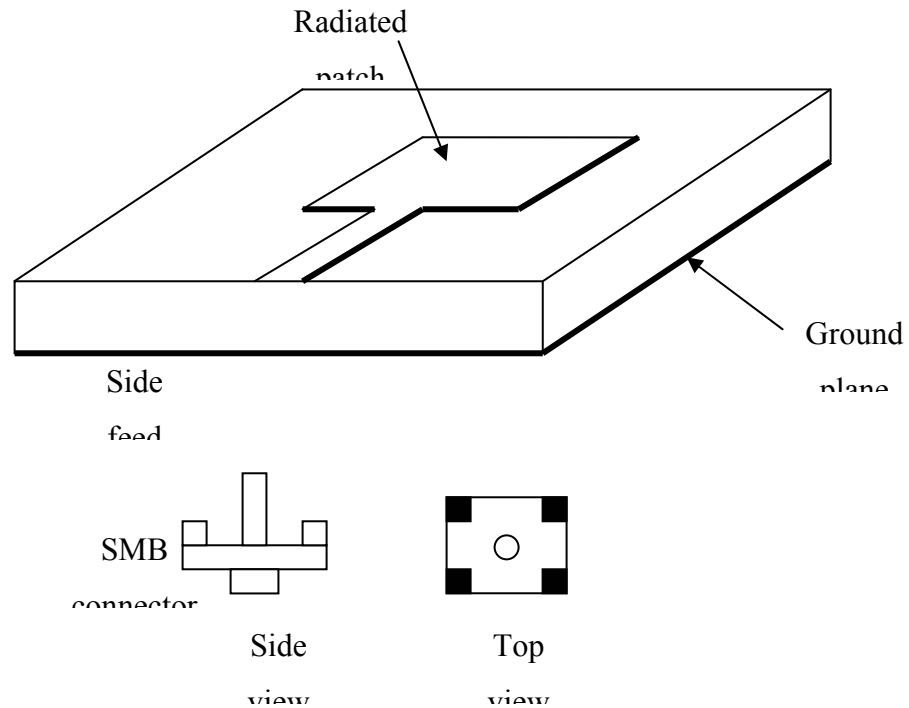 Radiated
patch
Ground
plane
Side
feed
SMB
connector
Side
view
Top
view